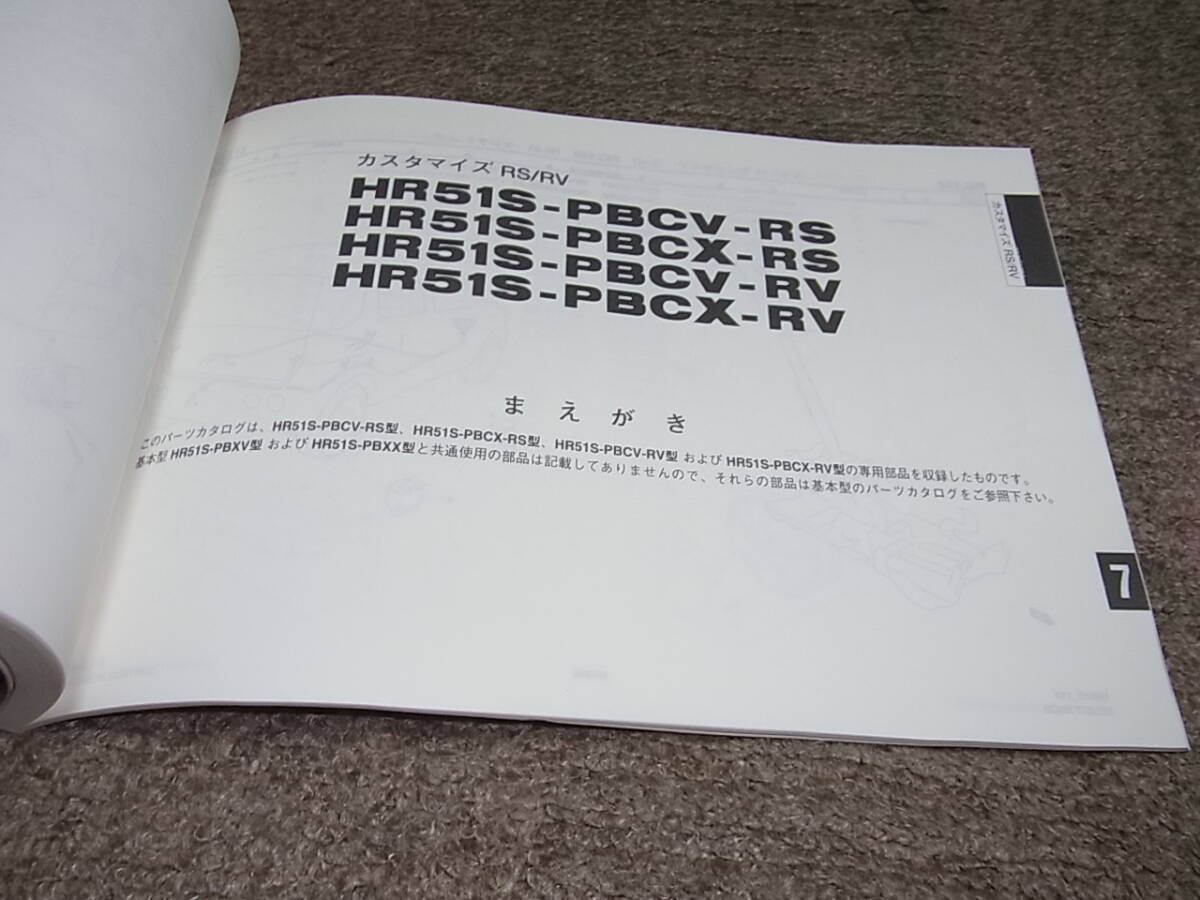 カスタマイズ RS/RV
HR51S-PBCV-RS
HR51S-PBCX-RS
HR51S-PBCV-RV
HR51S-PBCX-RV
まえがき
このパーツカタログは、HR51S-PBCV-RS型、HR51S-PBCX-RS型、HR51S-PBCV-RV型 および HR51S-PBCX-RV型の専用部品を収録したものです。
基本型 HR51S-PBXV型 および HR51S-PBXX型と共通使用の部品は記載してありませんので、それらの部品は基本型のパーツカタログをご参照下さい。
カスタマイズ RS/RV
7